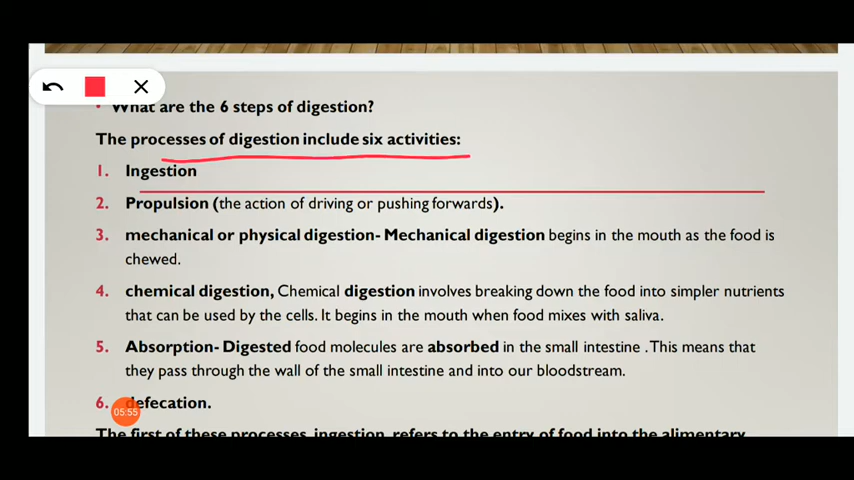 • What are the 6 steps of digestion?
The processes of digestion include six activities:
1. Ingestion
2. Propulsion (the action of driving or pushing forwards).
3. mechanical or physical digestion- Mechanical digestion begins in the mouth as the food is
chewed.
4. chemical digestion, Chemical digestion involves breaking down the food into simpler nutrients
that can be used by the cells. It begins in the mouth when food mixes with saliva.
5. Absorption- Digested food molecules are absorbed in the small intestine . This means that
they pass through the wall of the small intestine and into our bloodstream.
6. defecation.
05:55
The first of these processes, ingestion, refers to the entry of food into the alimentary